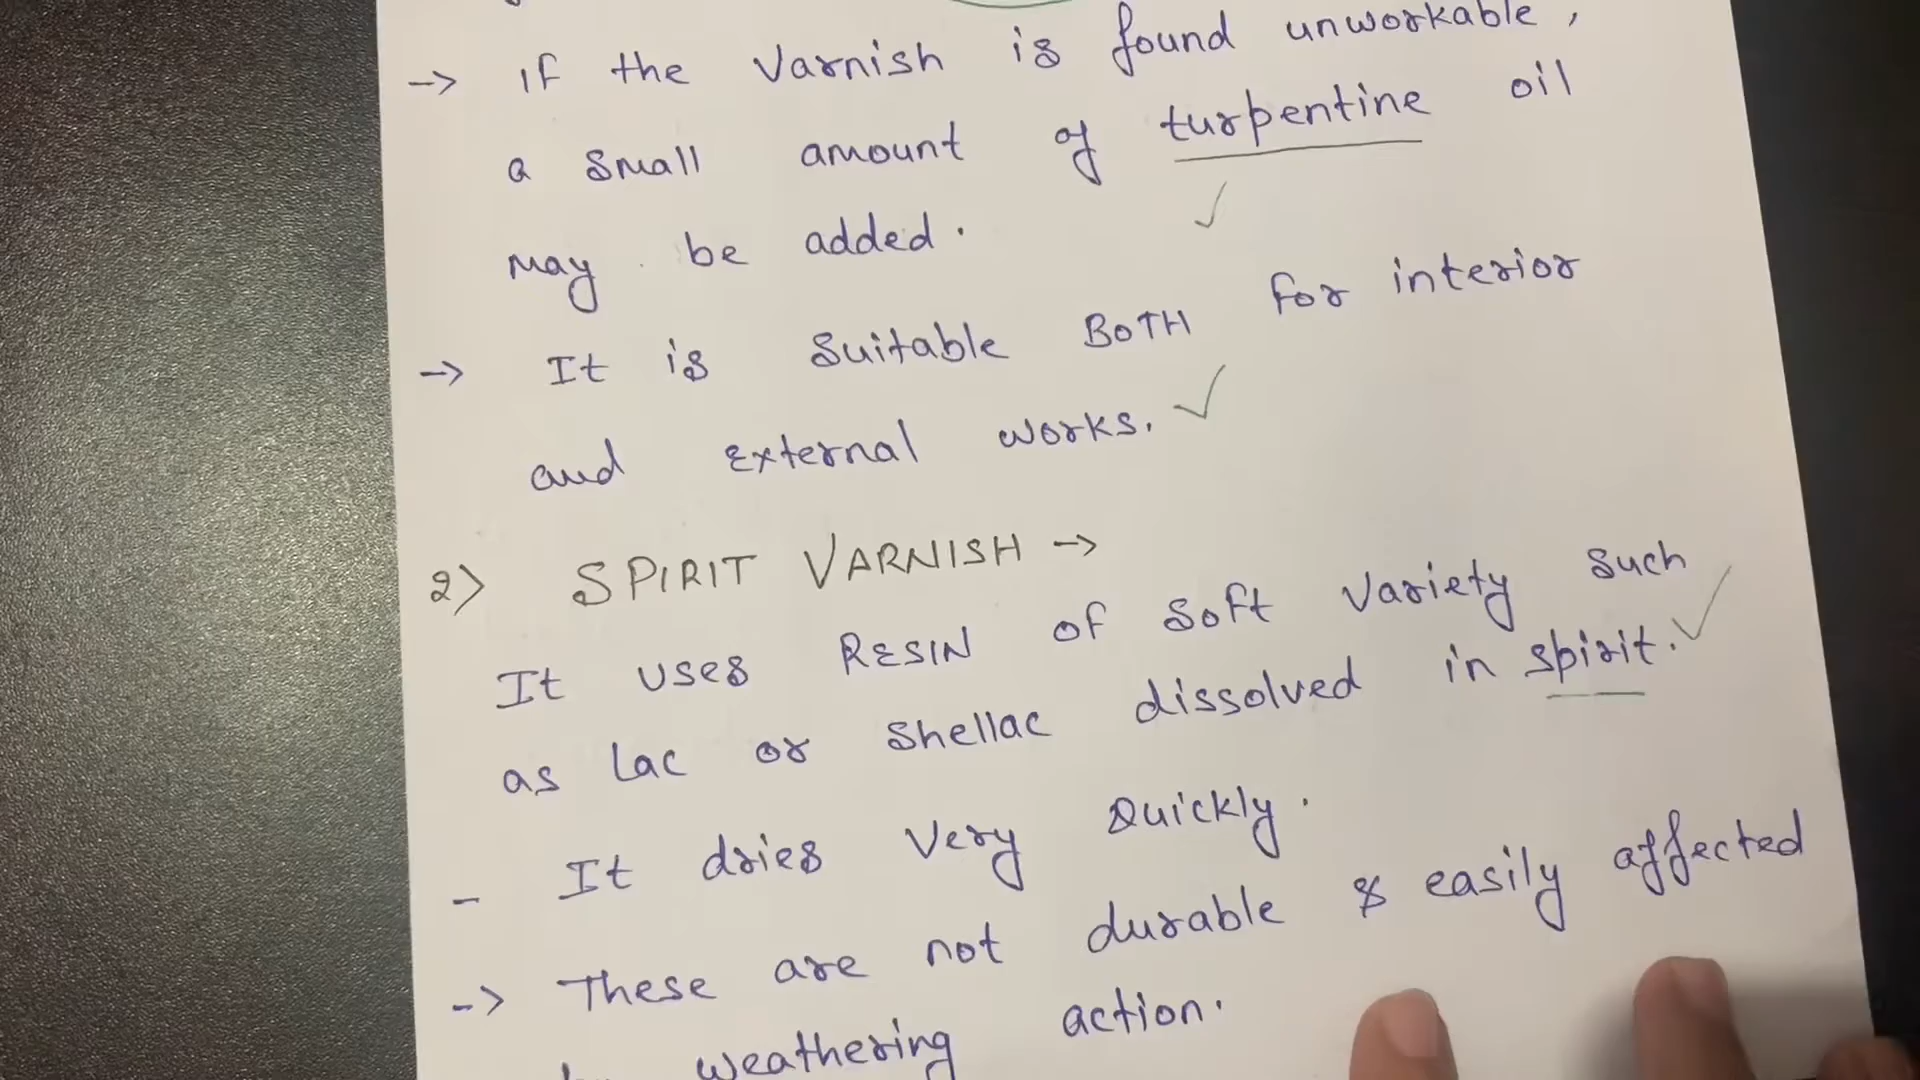 -> If the Varnish is found unworkable,
a small amount of turpentine oil
may be added.
-> It is suitable BOTH for interior
and external works.
2) SPIRIT VARNISH ->
It uses RESIN of soft variety such
as Lac or shellac dissolved in spirit.
- It dries very Quickly.
-> These are not durable & easily affected
weathering action.